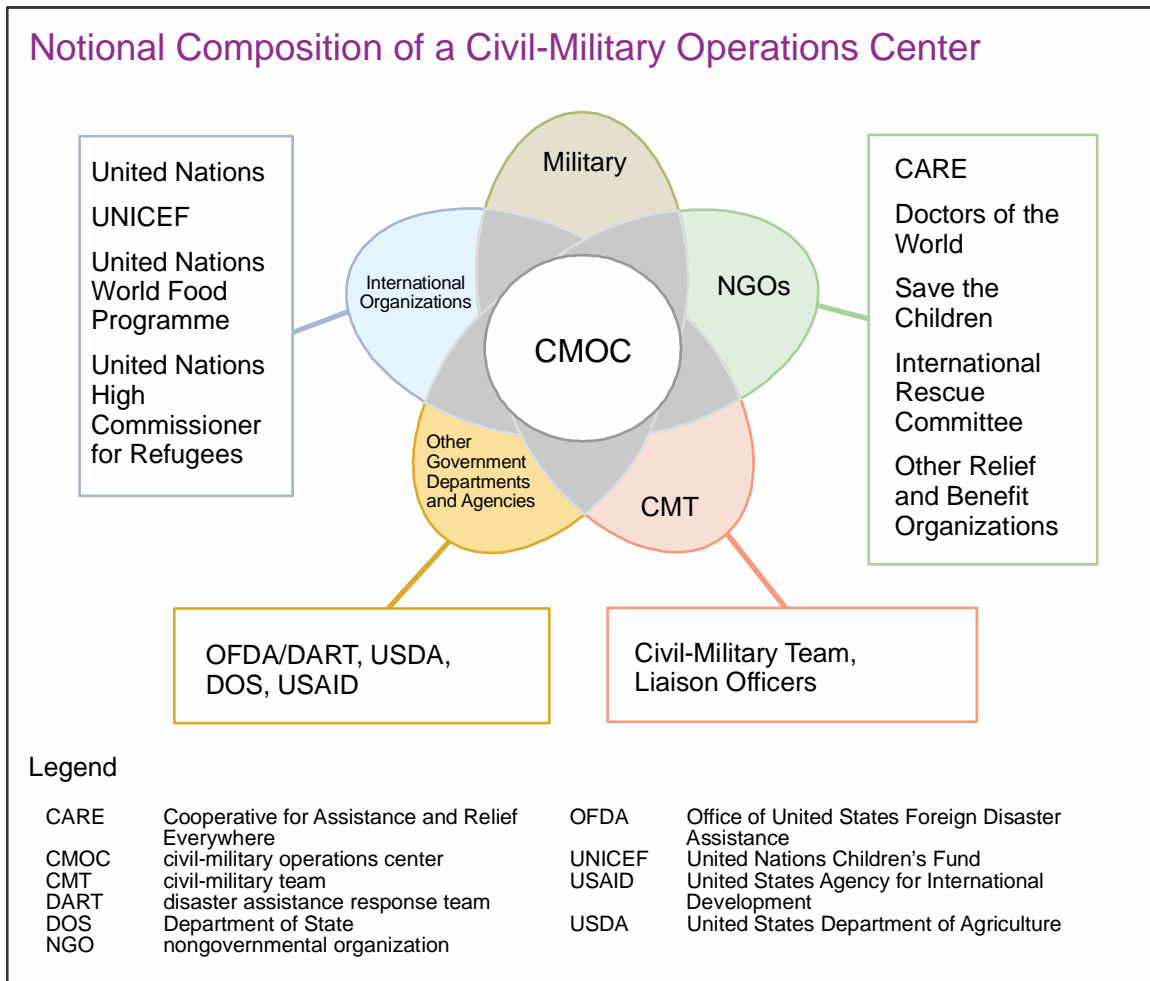 Notional Composition of a Civil-Military Operations Center
United Nations
UNICEF
United Nations
World Food
Programme
United Nations
High
Commissioner
for Refugees
Military
International
Organizations
NGOs
CMOC
Other
Government
Departments
and Agencies
CMT
CARE
Doctors of the
World
Save the
Children
International
Rescue
Committee
Other Relief
and Benefit
Organizations
OFDA/DART, USDA,
DOS, USAID
Civil-Military Team,
Liaison Officers
Legend
CARE Cooperative for Assistance and Relief
Everywhere
CMOC civil-military operations center
CMT civil-military team
DART disaster assistance response team
DOS Department of State
NGO nongovernmental organization
OFDA Office of United States Foreign Disaster
Assistance
UNICEF United Nations Children’s Fund
USAID United States Agency for International
Development
USDA United States Department of Agriculture